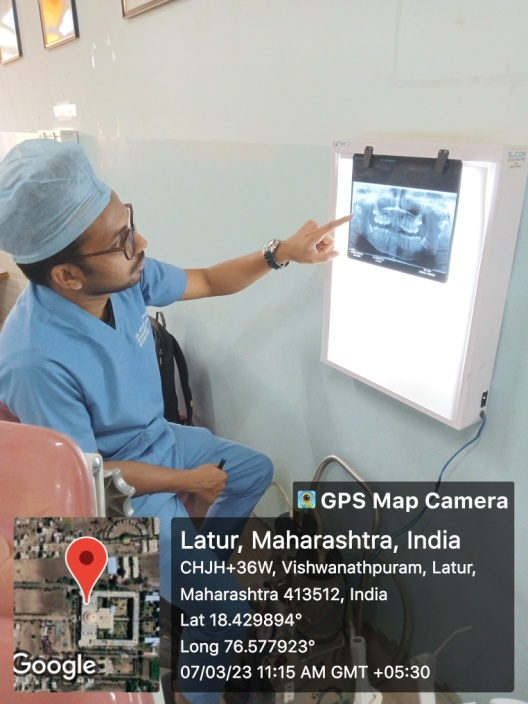 GPS Map Camera
Latur, Maharashtra, India
CHJH+36W, Vishwanathpuram, Latur,
Maharashtra 413512, India
Lat 18.429894°
Long 76.577923°
07/03/23 11:15 AM GMT +05:30
Google